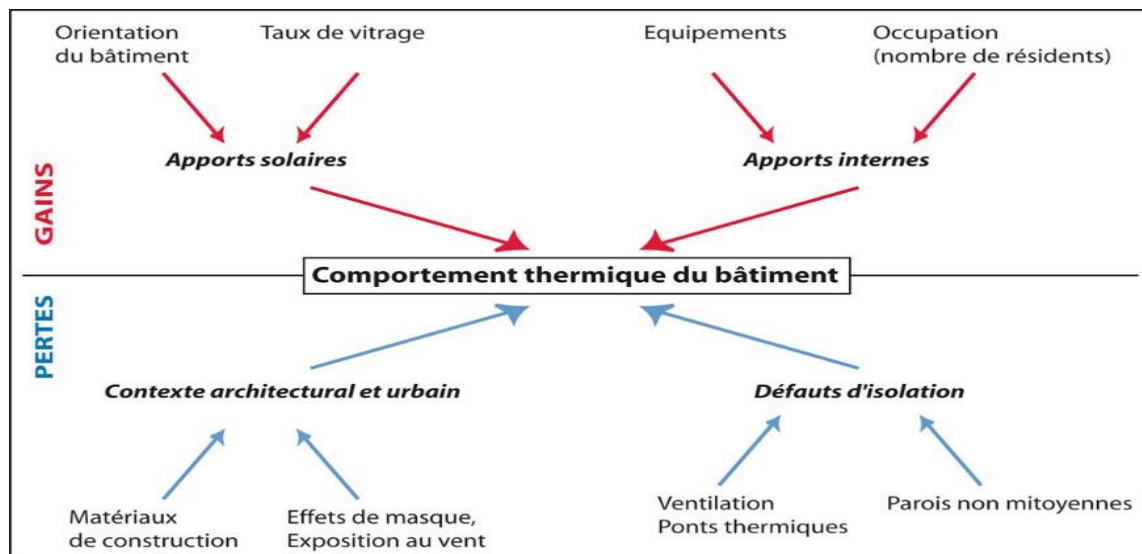 Orientation
du bâtiment
Taux de vitrage
Equipements
Occupation
(nombre de résidents)
Apports solaires
Apports internes
GAINS
Comportement thermique du bâtiment
PERTES
Contexte architectural et urbain
Défauts d'isolation
Matériaux
de construction
Effets de masque,
Exposition au vent
Ventilation
Ponts thermiques
Parois non mitoyennes